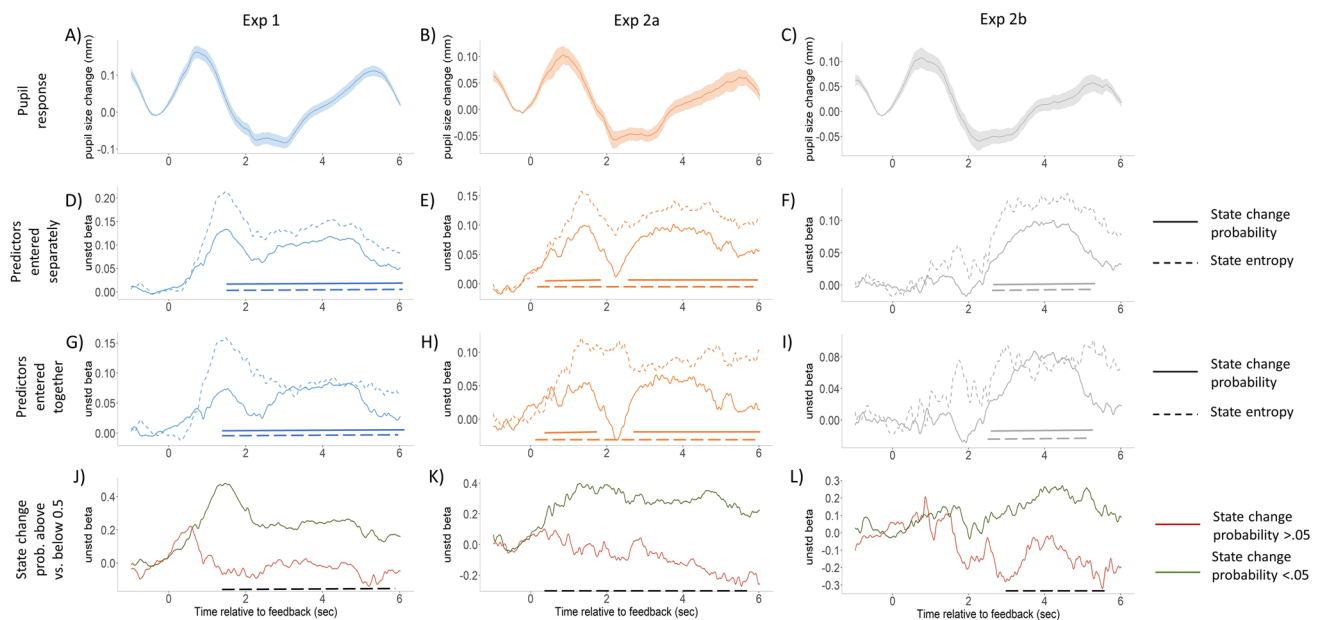 Exp 1
Exp 2a
Exp 2b
A)
B)
C)
Pupil
response
pupil size change (mm)
0.1
0.0
-0.1
0
2
4
6
pupil size change (mm)
0.10
0.05
0.00
-0.05
0
2
4
6
pupil size change (mm)
0.10
0.05
0.00
-0.05
0
2
4
6
D)
E)
F)
Predictors
entered
separately
unstd beta
0.20
0.15
0.10
0.05
0.00
0
2
4
6
unstd beta
0.15
0.10
0.05
0.00
0
2
4
6
unstd beta
0.10
0.05
0.00
0
2
4
6
State change
probability
State entropy
G)
H)
I)
Predictors
entered
together
unstd beta
0.15
0.10
0.05
0.00
0
2
4
6
unstd beta
0.10
0.05
0.00
0
2
4
6
unstd beta
0.08
0.04
0.00
0
2
4
6
State change
probability
State entropy
J)
K)
L)
State change
prob. above
vs. below 0.5
unstd beta
0.4
0.2
0.0
0
2
4
6
Time relative to feedback (sec)
unstd beta
0.4
0.2
0.0
-0.2
0
2
4
6
Time relative to feedback (sec)
unstd beta
0.3
0.2
0.1
0.0
-0.1
-0.2
-0.3
0
2
4
6
Time relative to feedback (sec)
State change
probability >.05
State change
probability <.05